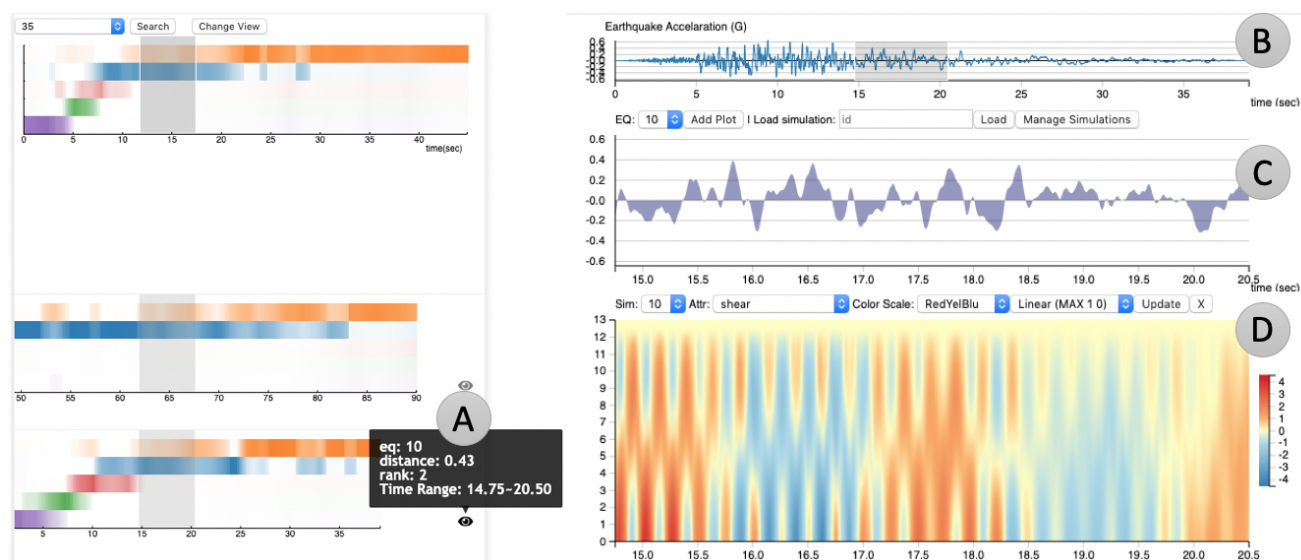 35 Search Change View
0 5 10 15 20 25 30 35 40
time(sec)
50 55 60 65 70 75 80 85 90
A
eq: 10
distance: 0.43
rank: 2
Time Range: 14.75~20.50
0 5 10 15 20 25 30 35
Earthquake Accelaration (G)
B
0 5 10 15 20 25 30 35
time (sec)
EQ: 10 Add Plot | Load simulation: id Load Manage Simulations
0.6
0.4
0.2
-0.0
-0.2
-0.4
-0.6
C
15.0 15.5 16.0 16.5 17.0 17.5 18.0 18.5 19.0 19.5 20.0 20.5
time (sec)
Sim: 10 Attr: shear Color Scale: RedYelBlu Linear (MAX 1 0) Update X
13
12
11
10
9
8
7
6
5
4
3
2
1
0
D
4
3
2
1
0
-1
-2
-3
-4
15.0 15.5 16.0 16.5 17.0 17.5 18.0 18.5 19.0 19.5 20.0 20.5